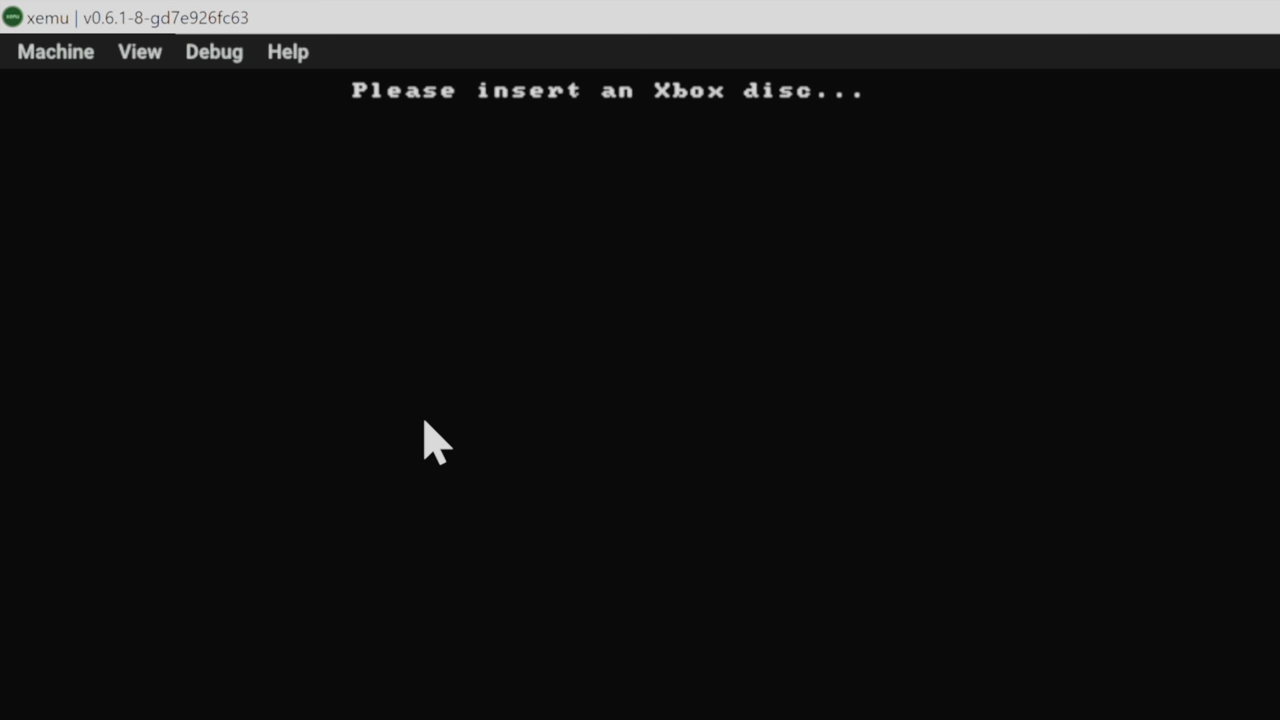 xemu | v0.6.1-8-gd7e926fc63
Machine View Debug Help
Please insert an Xbox disc...